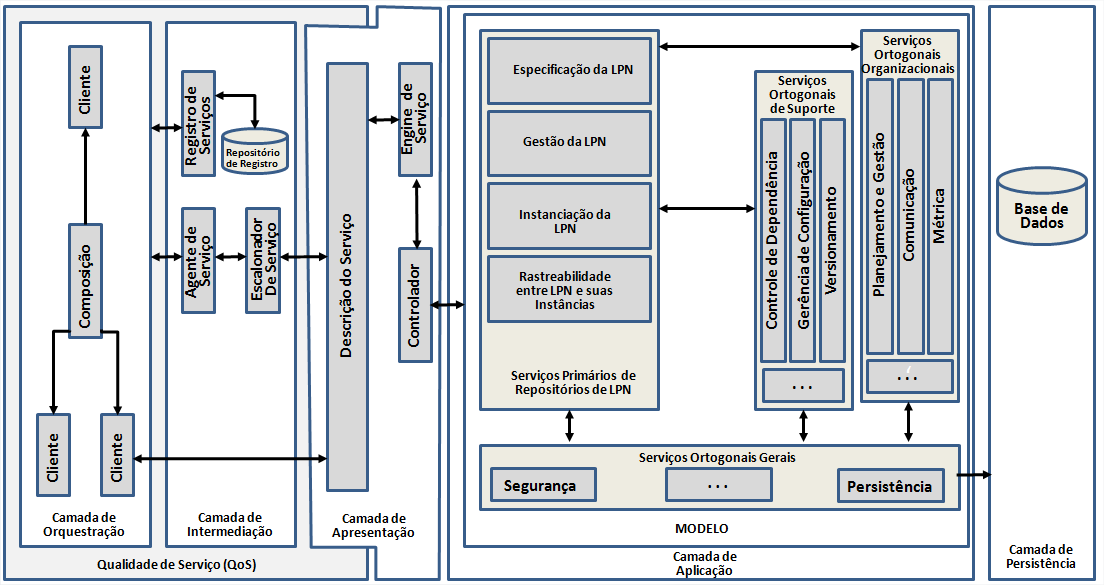 Cliente
Composição
Cliente
Cliente
Camada de
Orquestração
Registro de
Serviços
Repositório
de Registro
Agente de
Serviço
Escalonador
De Serviço
Camada de
Intermediação
Qualidade de Serviço (QoS)
Descrição do Serviço
Engine de
Serviço
Controlador
Camada de
Apresentação
Especificação da LPN
Gestão da LPN
Instanciação da
LPN
Rastreabilidade
entre LPN e suas
Instâncias
Serviços Primários de
Repositórios de LPN
Serviços
Ortogonais
de Suporte
Controle de Dependência
Gerência de Configuração
Versionamento
...
Serviços
Ortogonais
Organizacionais
Planejamento e Gestão
Comunicação
Métrica
...
Serviços Ortogonais Gerais
Segurança
...
Persistência
MODELO
Camada de
Aplicação
Base de
Dados
Camada de
Persistência